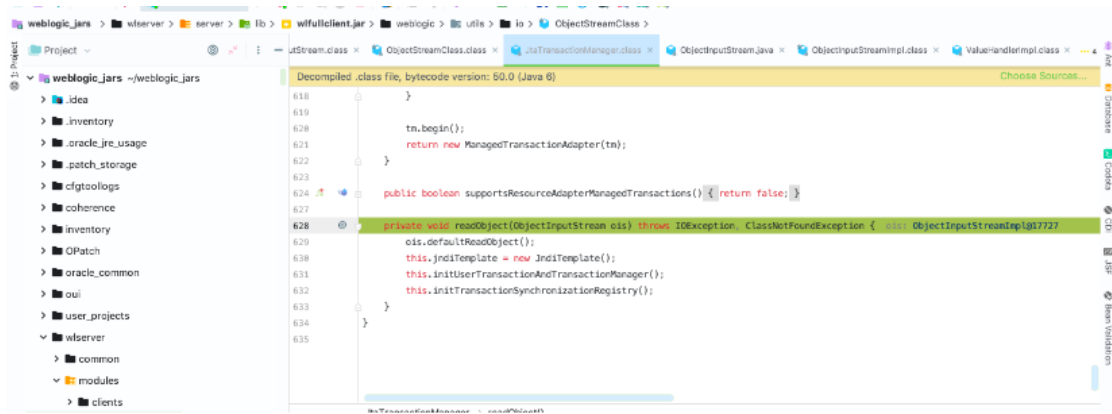 weblogic_jars > wlserver > server > lib > wlfullclient.jar > weblogic > utils > io > ObjectStreamClass >
1: Project
Project
utStream.class × ObjectStreamClass.class × JtaTransactionManager.class × ObjectInputStream.java × ObjectInputStreamImpl.class × ValueHandlerImpl.class ×
Decompiled .class file, bytecode version: 50.0 (Java 6) Choose Sources...
weblogic_jars ~/weblogic_jars
.idea
.inventory
.oracle_jre_usage
.patch_storage
cfgtoollogs
coherence
inventory
OPatch
oracle_common
oui
user_projects
wlserver
common
modules
clients
618 }
619
620 tm.begin();
621 return new ManagedTransactionAdapter(tm);
622 }
623
624 public boolean supportsResourceAdapterManagedTransactions() { return false; }
627
628 private void readObject(ObjectInputStream ois) throws IOException, ClassNotFoundException { ois: ObjectInputStreamImpl@17727
629 ois.defaultReadObject();
630 this.jndiTemplate = new JndiTemplate();
631 this.initUserTransactionAndTransactionManager();
632 this.initTransactionSynchronizationRegistry();
633 }
634 }
635
JtaTransactionManager > readObject()
Ant
Database
Codota
CDI
JSF
Bean Validation